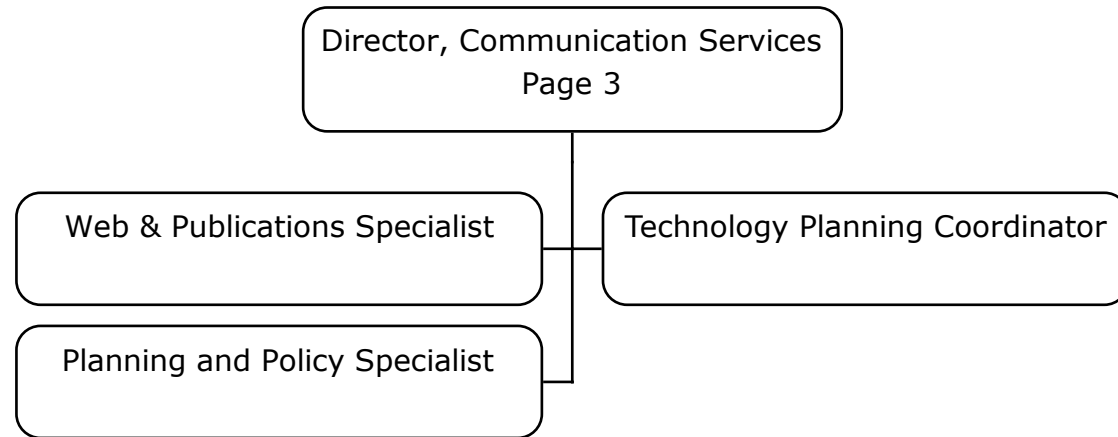 Director, Communication Services
Page 3
Web & Publications Specialist
Technology Planning Coordinator
Planning and Policy Specialist